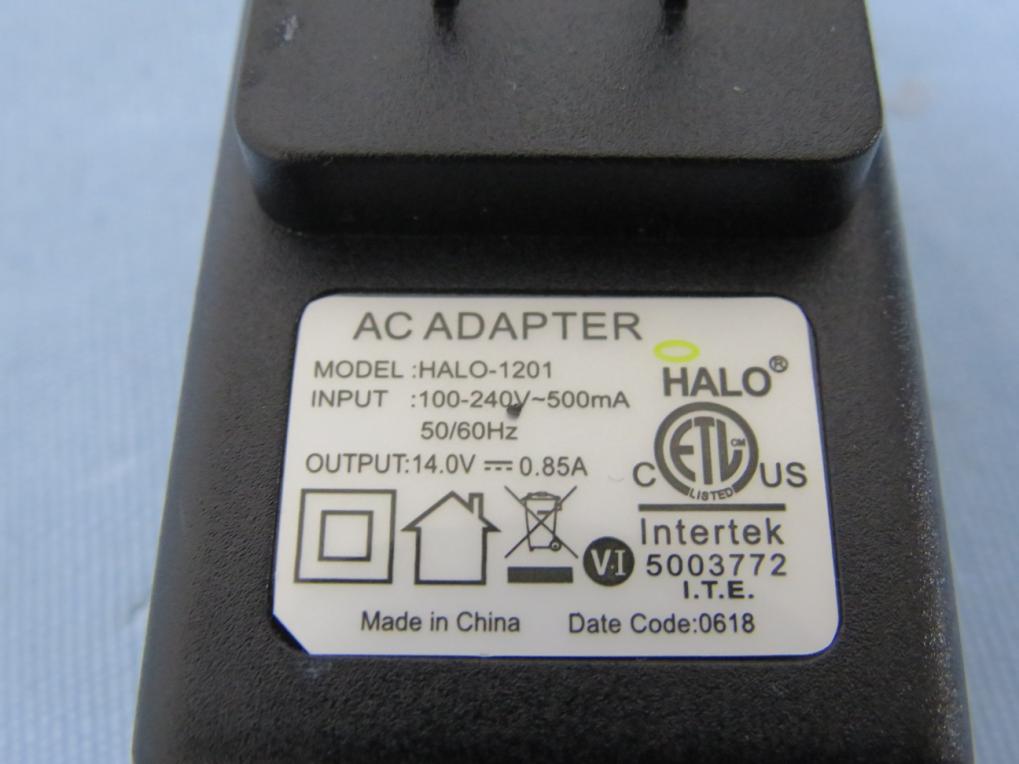 AC ADAPTER
MODEL :HALO-1201
INPUT :100-240V~500mA
50/60Hz
OUTPUT:14.0V ⎓ 0.85A
HALO®
C ETL CM US
LISTED
Intertek
5003772
I.T.E.
VI
Made in China Date Code:0618